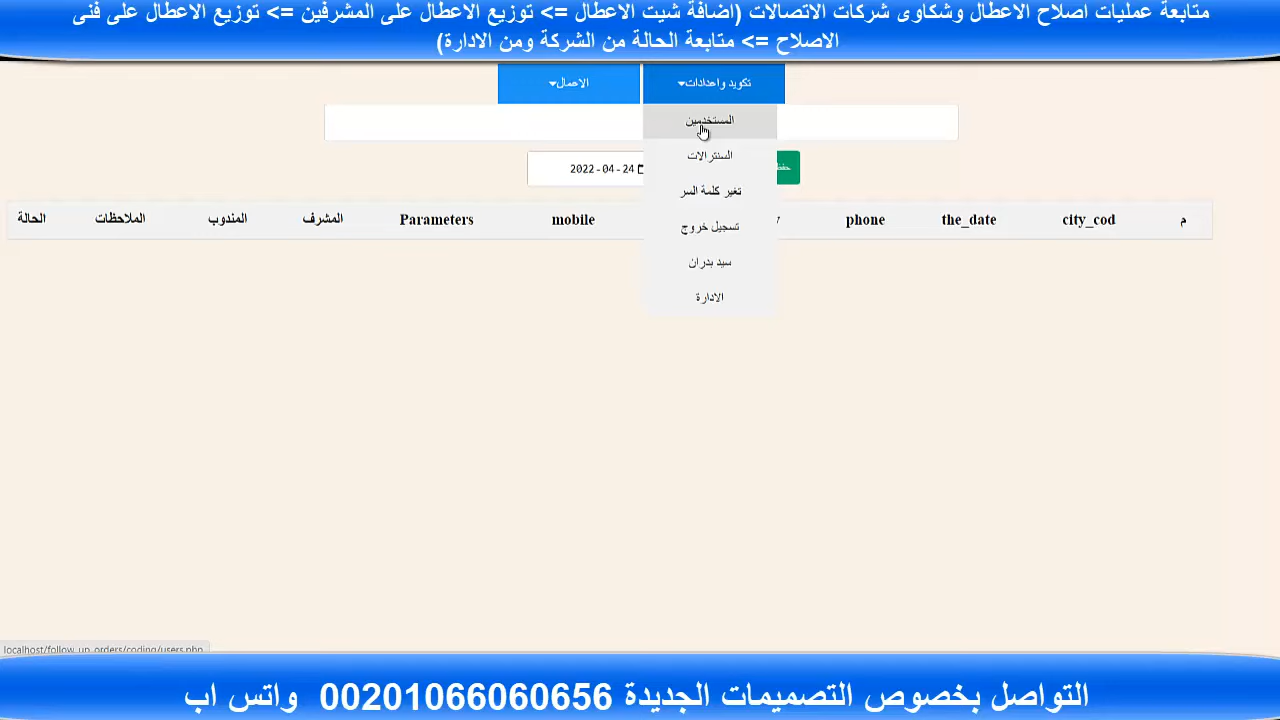 متابعة عمليات اصلاح الاعطال وشكاوى شركات الاتصالات (اضافة شيت الاعطال => توزيع الاعطال على المشرفين => توزيع الاعطال على فنى
الاصلاح => متابعة الحالة من الشركة ومن الادارة)
تكويد واعدادات
الاعمال
المستخدمين
السنترالات
2022-04-24
حفظ
تغير كلمة السر
م
city_cod
the_date
phone
mobile
Parameters
المشرف
المندوب
الملاحظات
الحالة
تسجيل خروج
سيد بدران
الادارة
localhost/follow_up_orders/coding/users.php
التواصل بخصوص التصميمات الجديدة 00201066060656 واتس اب